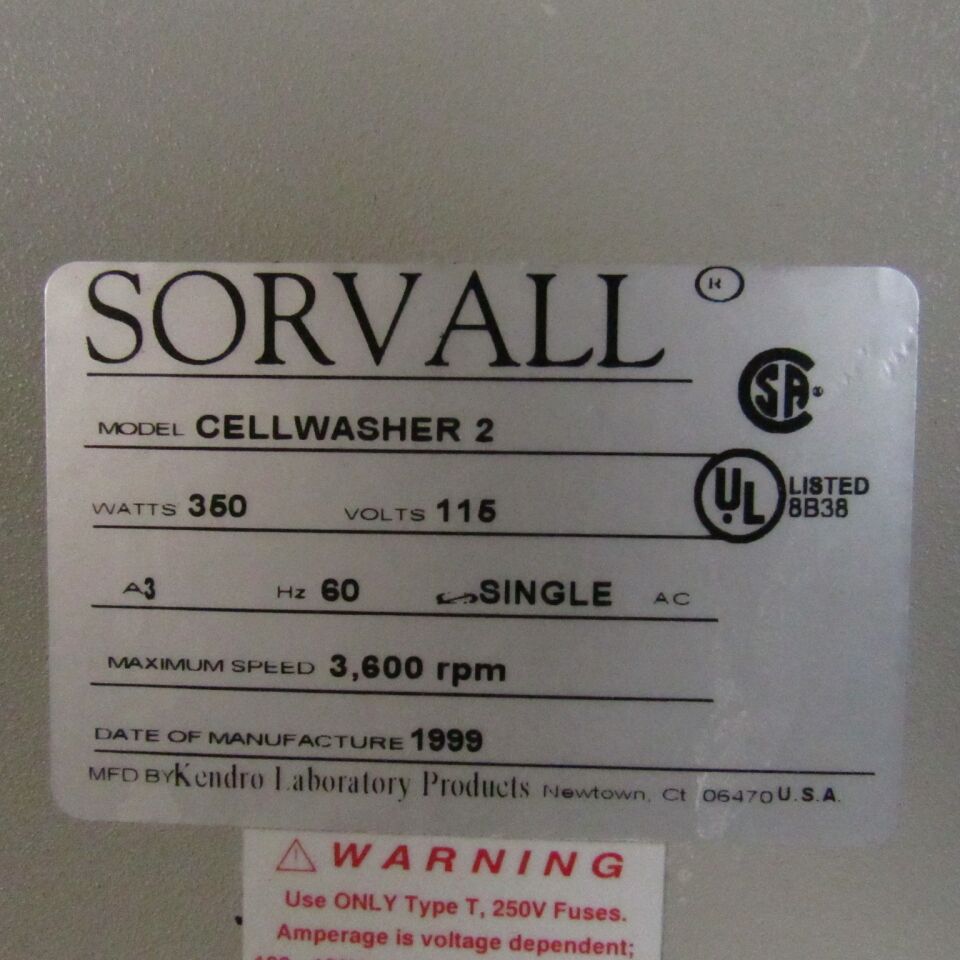 SORVALL ®
MODEL CELLWASHER 2
WATTS 350 VOLTS 115
A3 Hz 60 SINGLE AC
MAXIMUM SPEED 3,600 rpm
DATE OF MANUFACTURE 1999
MFD BY Kendro Laboratory Products Newtown, Ct 06470 U.S.A.
SA®
UL LISTED
8B38
WARNING
Use ONLY Type T, 250V Fuses.
Amperage is voltage dependent;